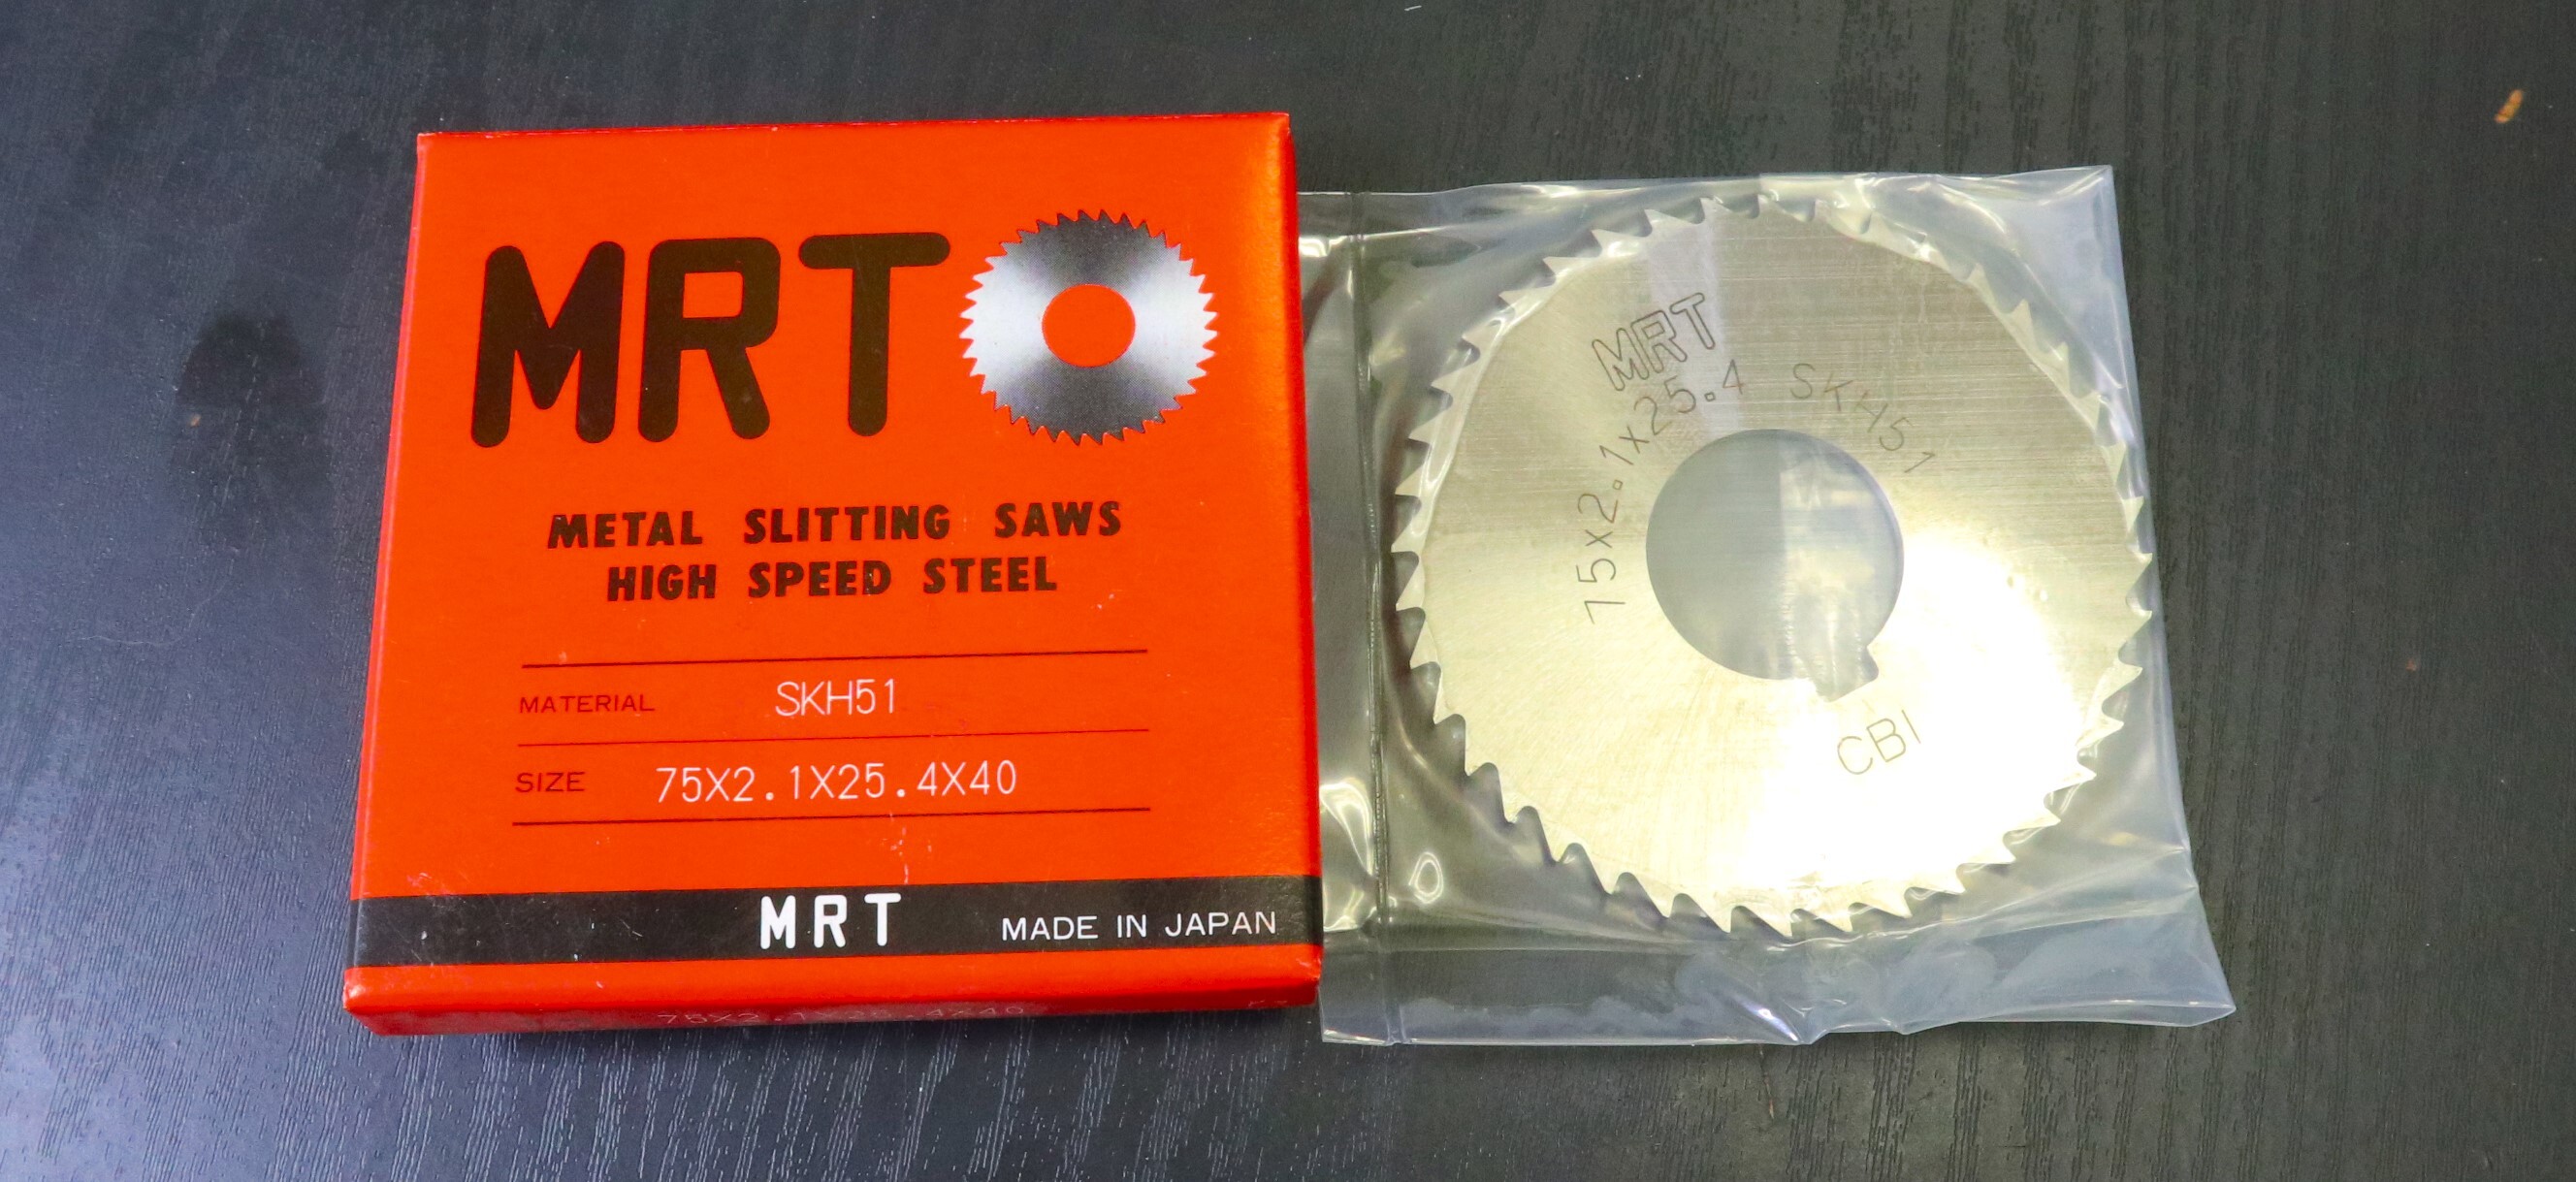 MRT
METAL SLITTING SAWS
HIGH SPEED STEEL
MATERIAL SKH51
SIZE 75X2.1X25.4X40
MRT MADE IN JAPAN
MRT
75x2.1x25.4 SKH51
CBI